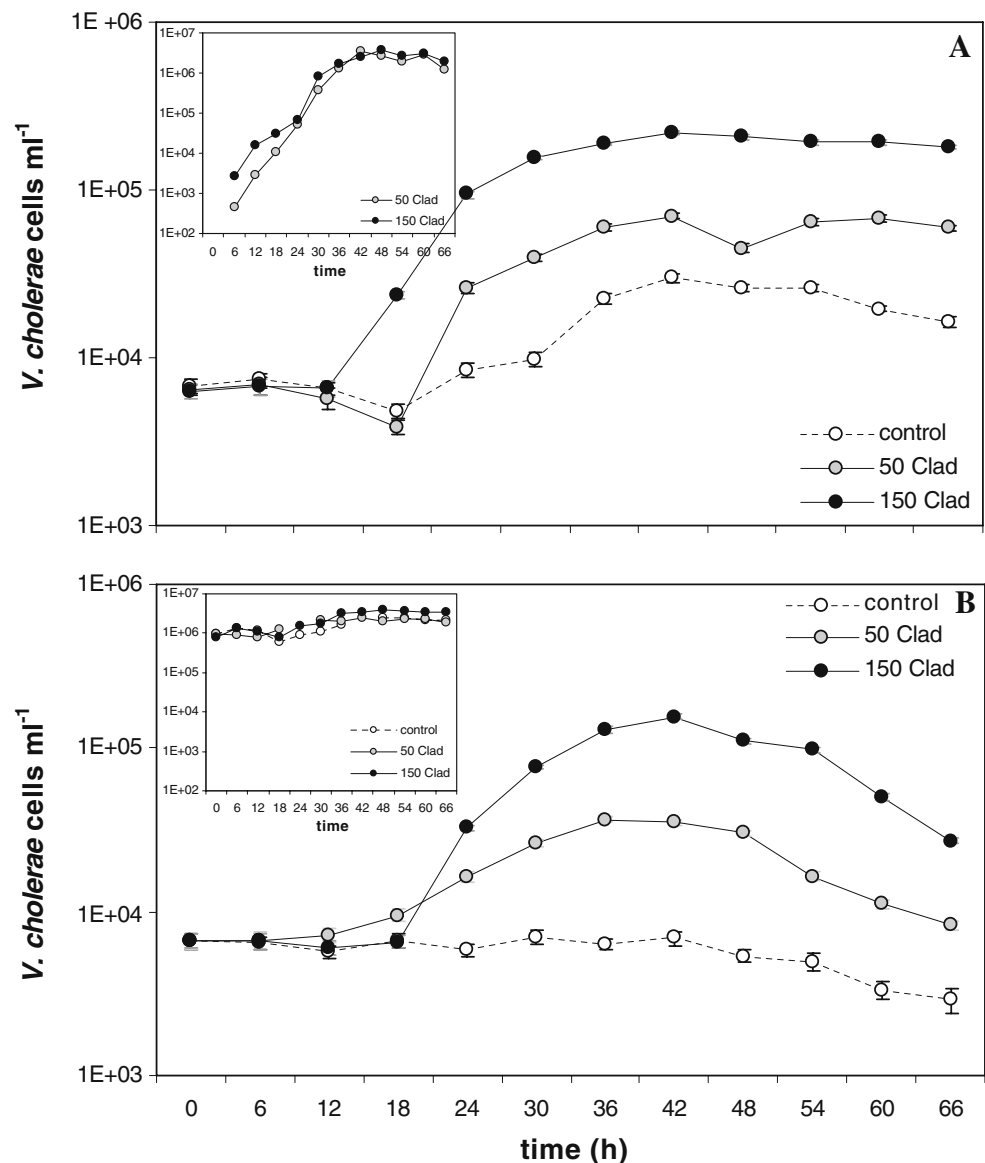 1E +06
A
1E+07
1E+06
1E+05
1E+04
1E+03
1E+02
50 Clad
150 Clad
0 6 12 18 24 30 36 42 48 54 60 66
time
V. cholerae cells ml-1
1E+05
1E+04
1E+03
control
50 Clad
150 Clad
1E+06
B
control
50 Clad
150 Clad
1E+07
1E+06
1E+05
1E+04
1E+03
1E+02
control
50 Clad
150 Clad
0 6 12 18 24 30 36 42 48 54 60 66
time
V. cholerae cells ml-1
1E+05
1E+04
1E+03
0 6 12 18 24 30 36 42 48 54 60 66
time (h)